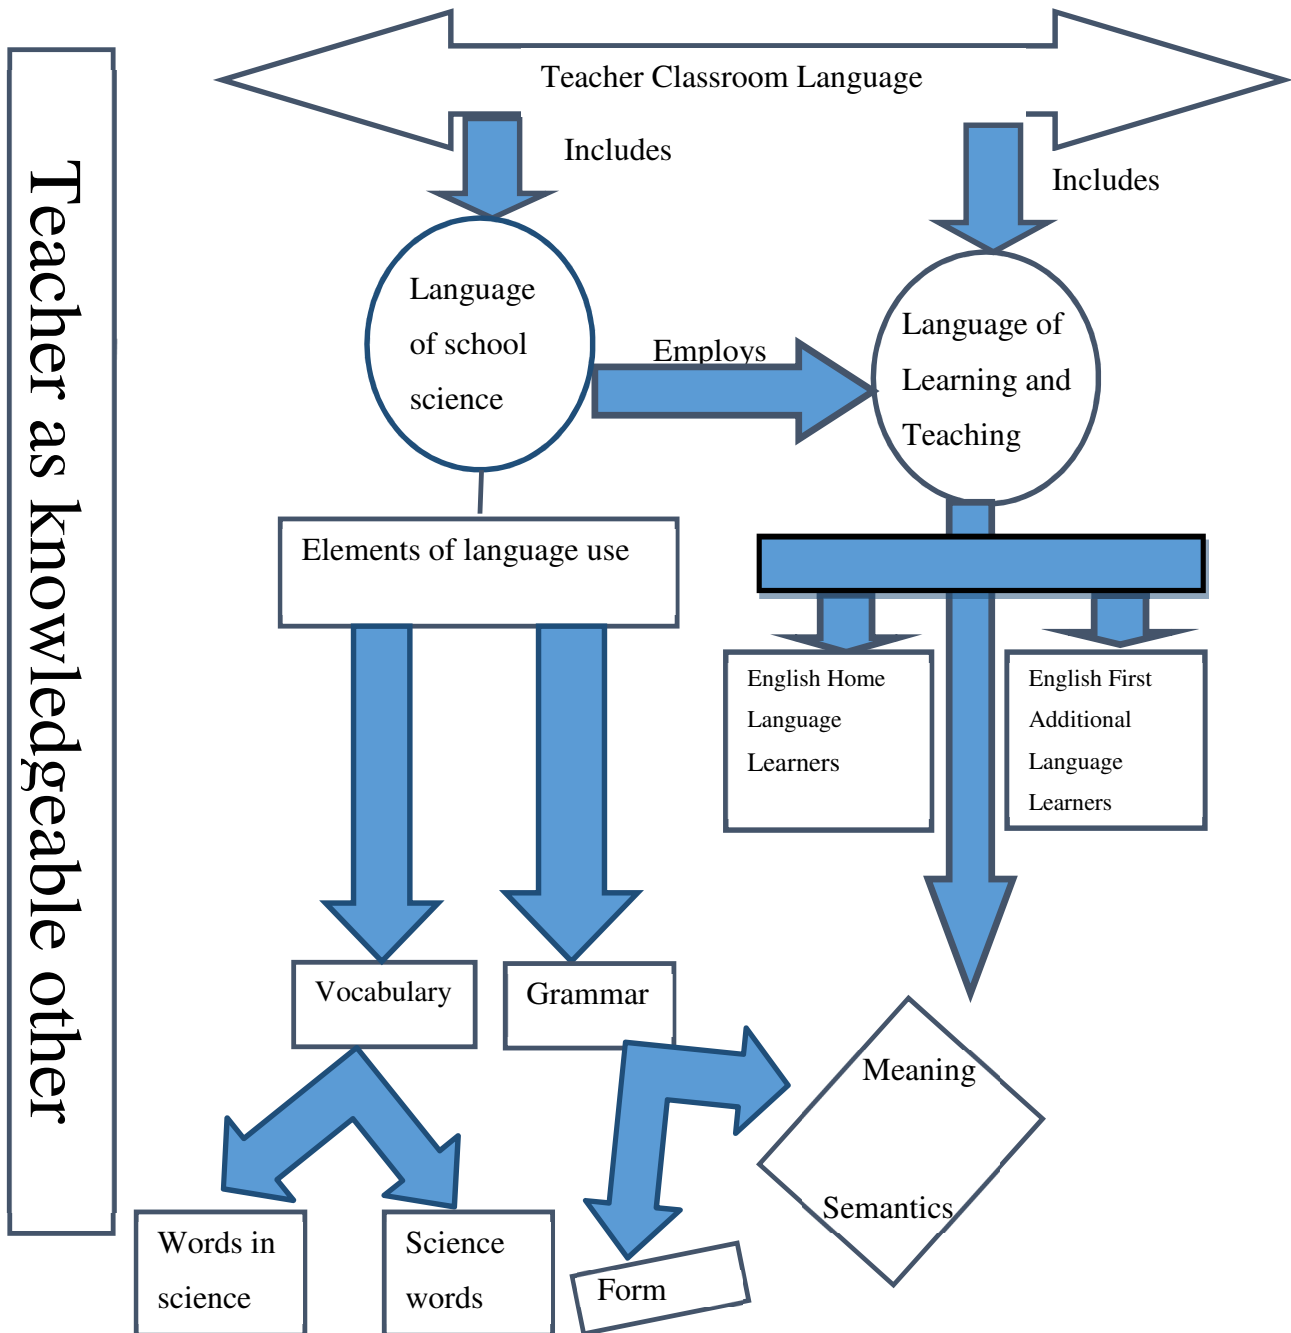 Teacher Classroom Language
Includes
Includes
Teacher as knowledgeable other
Language
of school
science
Employs
Language of
Learning and
Teaching
Elements of language use
English Home
Language
Learners
English First
Additional
Language
Learners
Vocabulary
Grammar
Meaning
Semantics
Words in
science
Science
words
Form